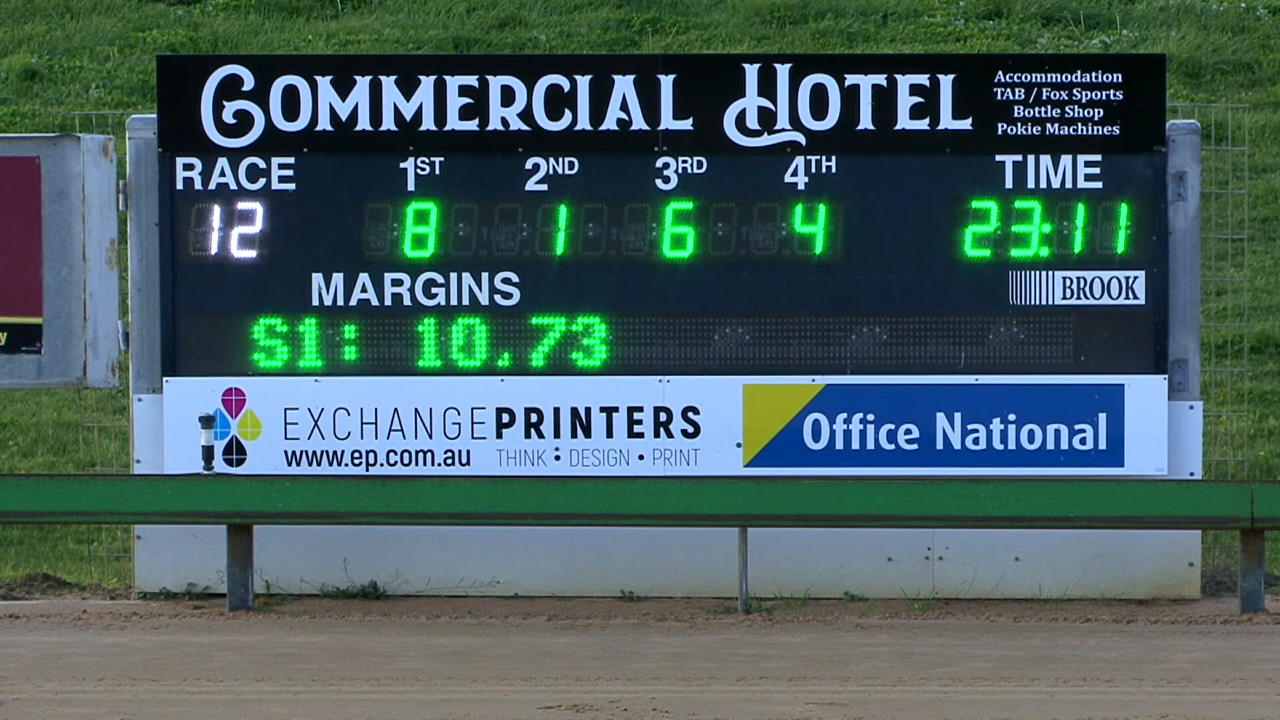 COMMERCIAL HOTEL
Accommodation
TAB / Fox Sports
Bottle Shop
Pokie Machines
RACE 1ST 2ND 3RD 4TH TIME
12 8 1 6 4 23:11
MARGINS
BROOK
S1: 10.73
EXCHANGEPRINTERS
www.ep.com.au THINK • DESIGN • PRINT
Office National
y